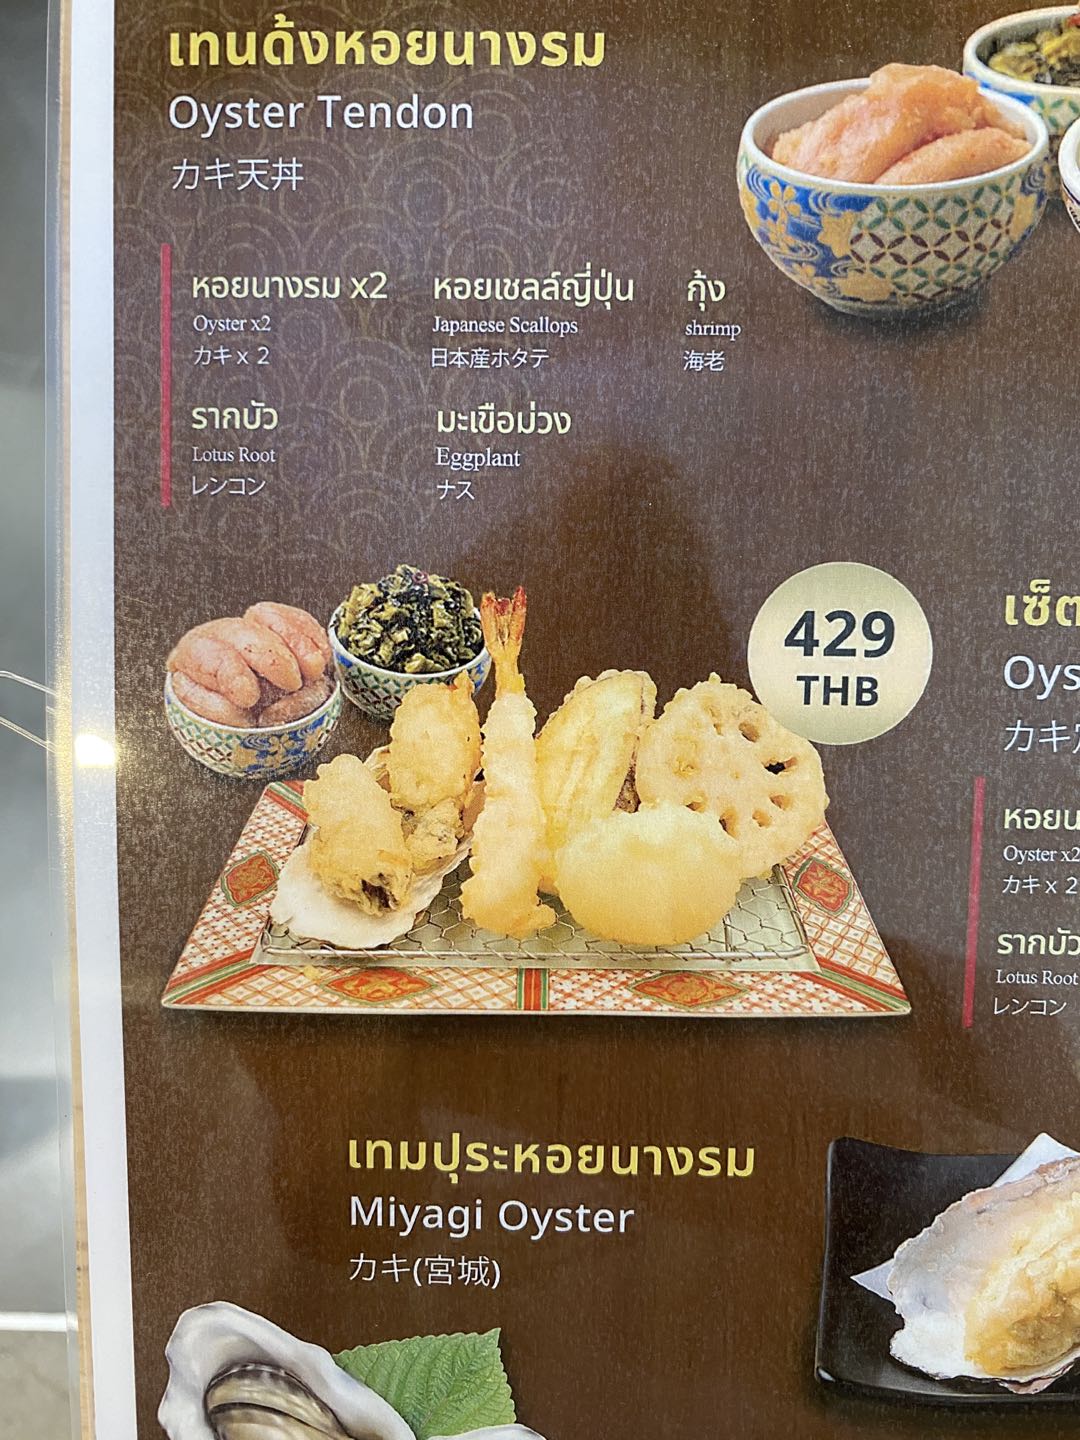 เทนด้งหอยนางรม
Oyster Tendon
カキ天丼
หอยนางรม x2
Oyster x2
カキ x 2
หอยเชลล์ญี่ปุ่น
Japanese Scallops
日本産ホタテ
กุ้ง
shrimp
海老
รากบัว
Lotus Root
レンコン
มะเขือม่วง
Eggplant
ナス
429
THB
เซ็ต
Oys
カキ
หอยน
Oyster x2
カキ x 2
รากบัว
Lotus Root
レンコン
เทมปุระหอยนางรม
Miyagi Oyster
カキ(宮城)